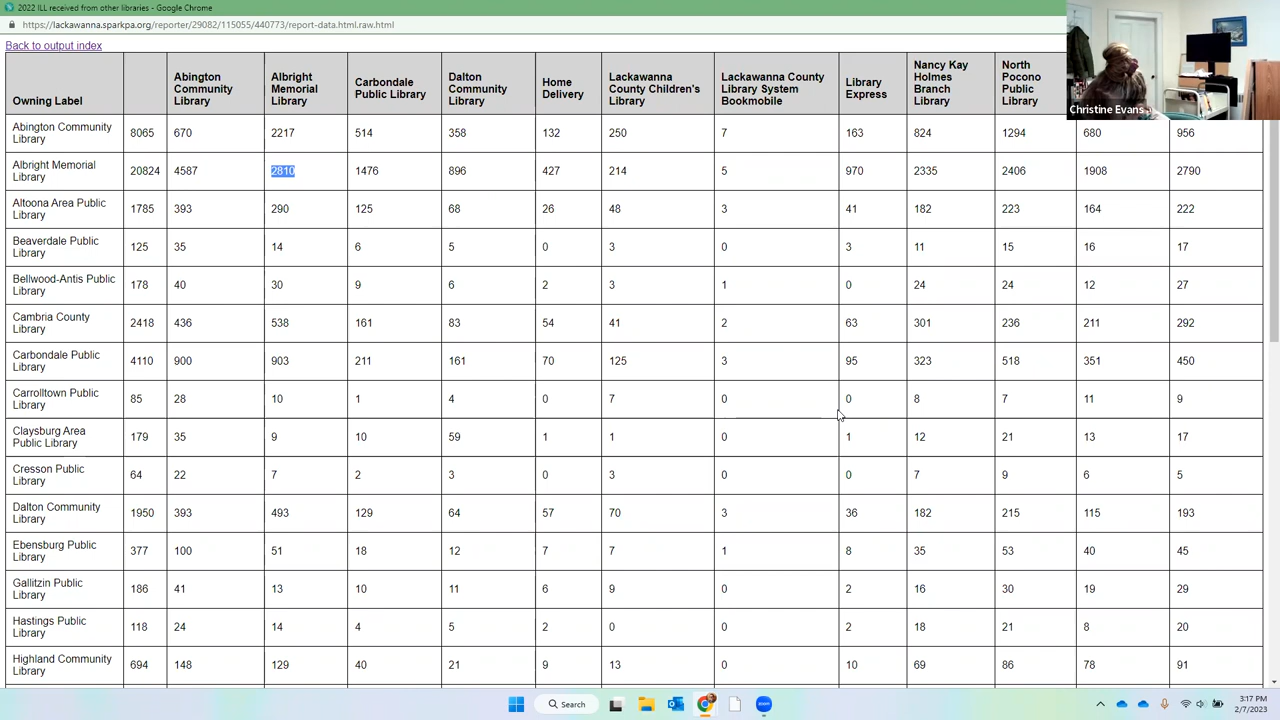 2022 ILL received from other libraries - Google Chrome
https://lackawanna.sparkpa.org/reporter/29082/115055/440773/report-data.html.raw.html
Back to output index
Owning Label Abington Community Library Albright Memorial Library Carbondale Public Library Dalton Community Library Home Delivery Lackawanna County Children's Library Lackawanna County Library System Bookmobile Library Express Nancy Kay Holmes Branch Library North Pocono Public Library
Christine Evans
Abington Community Library 8065 670 2217 514 358 132 250 7 163 824 1294 680 956
Albright Memorial Library 20824 4587 2810 1476 896 427 214 5 970 2335 2406 1908 2790
Altoona Area Public Library 1785 393 290 125 68 26 48 3 41 182 223 164 222
Beaverdale Public Library 125 35 14 6 5 0 3 0 3 11 15 16 17
Bellwood-Antis Public Library 178 40 30 9 6 2 3 1 0 24 24 12 27
Cambria County Library 2418 436 538 161 83 54 41 2 63 301 236 211 292
Carbondale Public Library 4110 900 903 211 161 70 125 3 95 323 518 351 450
Carrolltown Public Library 85 28 10 1 4 0 7 0 0 8 7 11 9
Claysburg Area Public Library 179 35 9 10 59 1 1 0 1 12 21 13 17
Cresson Public Library 64 22 7 2 3 0 3 0 0 7 9 6 5
Dalton Community Library 1950 393 493 129 64 57 70 3 36 182 215 115 193
Ebensburg Public Library 377 100 51 18 12 7 7 1 8 35 53 40 45
Gallitzin Public Library 186 41 13 10 11 6 9 0 2 16 30 19 29
Hastings Public Library 118 24 14 4 5 2 0 0 2 18 21 8 20
Highland Community Library 694 148 129 40 21 9 13 0 10 69 86 78 91
Search
zoom
3:17 PM
2/7/2023